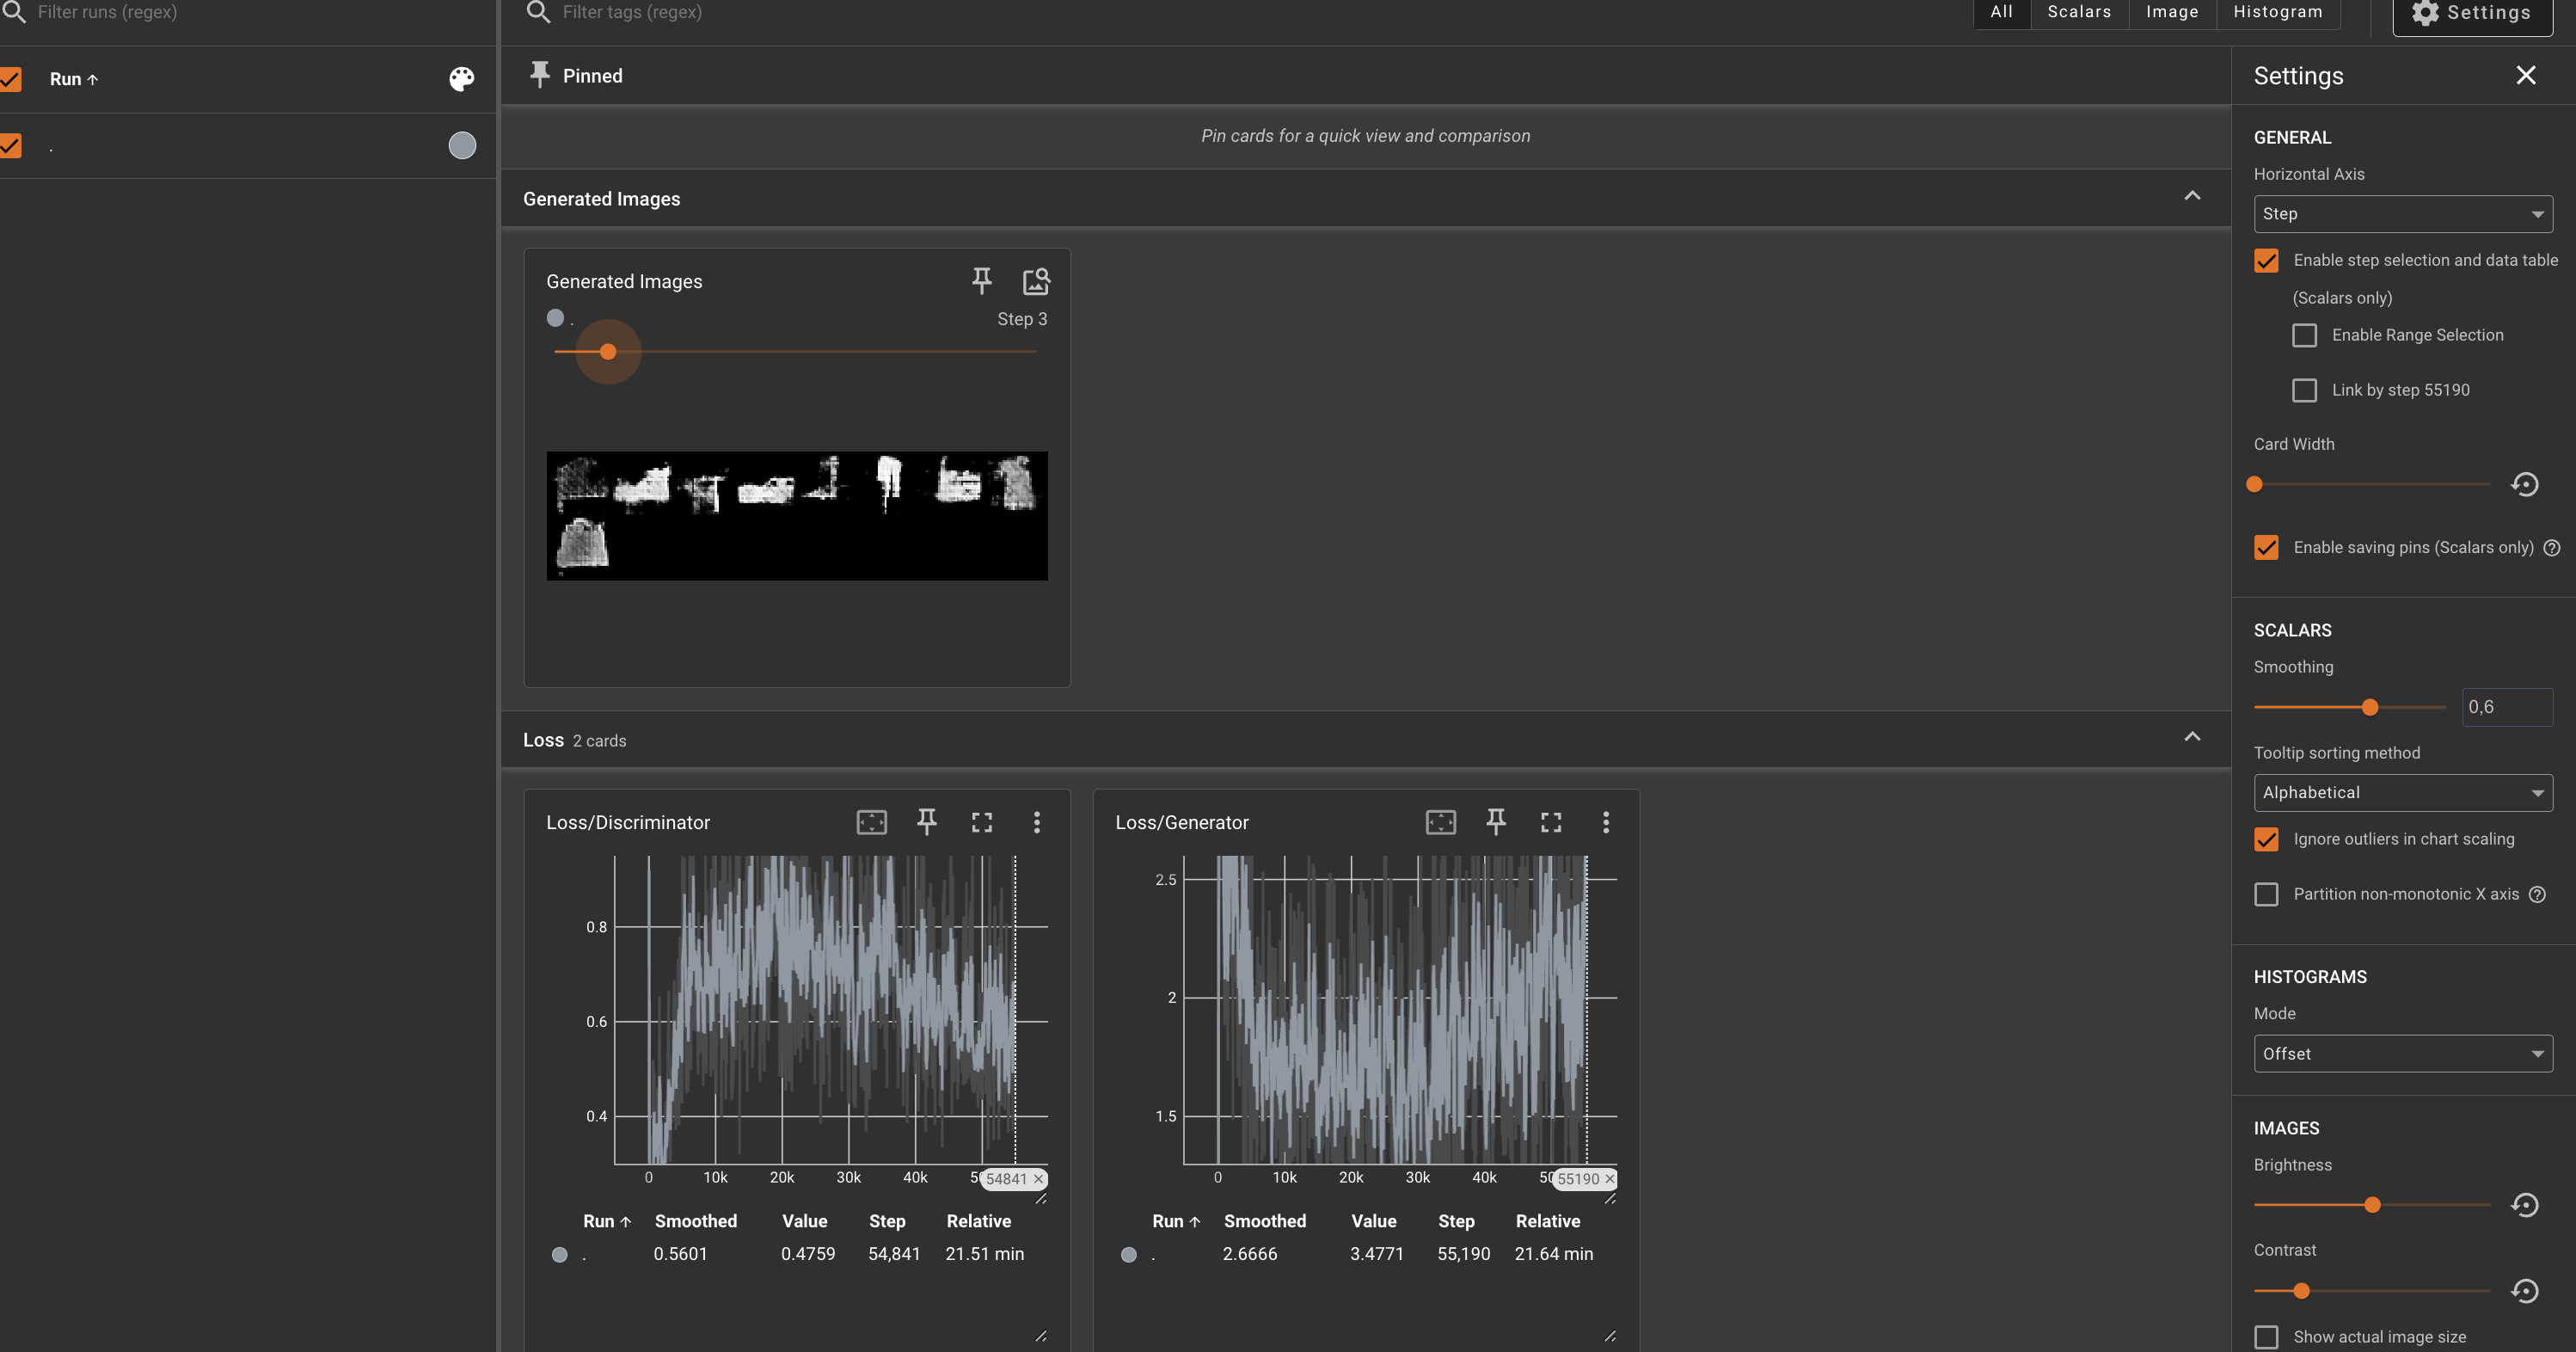 Filter runs (regex)
Filter tags (regex)
All Scalars Image Histogram
Settings
Run ↑
.
Pinned
Pin cards for a quick view and comparison
Generated Images
Generated Images
.
Step 3
Loss 2 cards
Loss/Discriminator
0.8
0.6
0.4
0 10k 20k 30k 40k 5 54841 ×
Run ↑ Smoothed Value Step Relative
. 0.5601 0.4759 54,841 21.51 min
Loss/Generator
2.5
2
1.5
0 10k 20k 30k 40k 50 55190 ×
Run ↑ Smoothed Value Step Relative
. 2.6666 3.4771 55,190 21.64 min
Settings
GENERAL
Horizontal Axis
Step
Enable step selection and data table
(Scalars only)
Enable Range Selection
Link by step 55190
Card Width
Enable saving pins (Scalars only)
SCALARS
Smoothing
0,6
Tooltip sorting method
Alphabetical
Ignore outliers in chart scaling
Partition non-monotonic X axis
HISTOGRAMS
Mode
Offset
IMAGES
Brightness
Contrast
Show actual image size